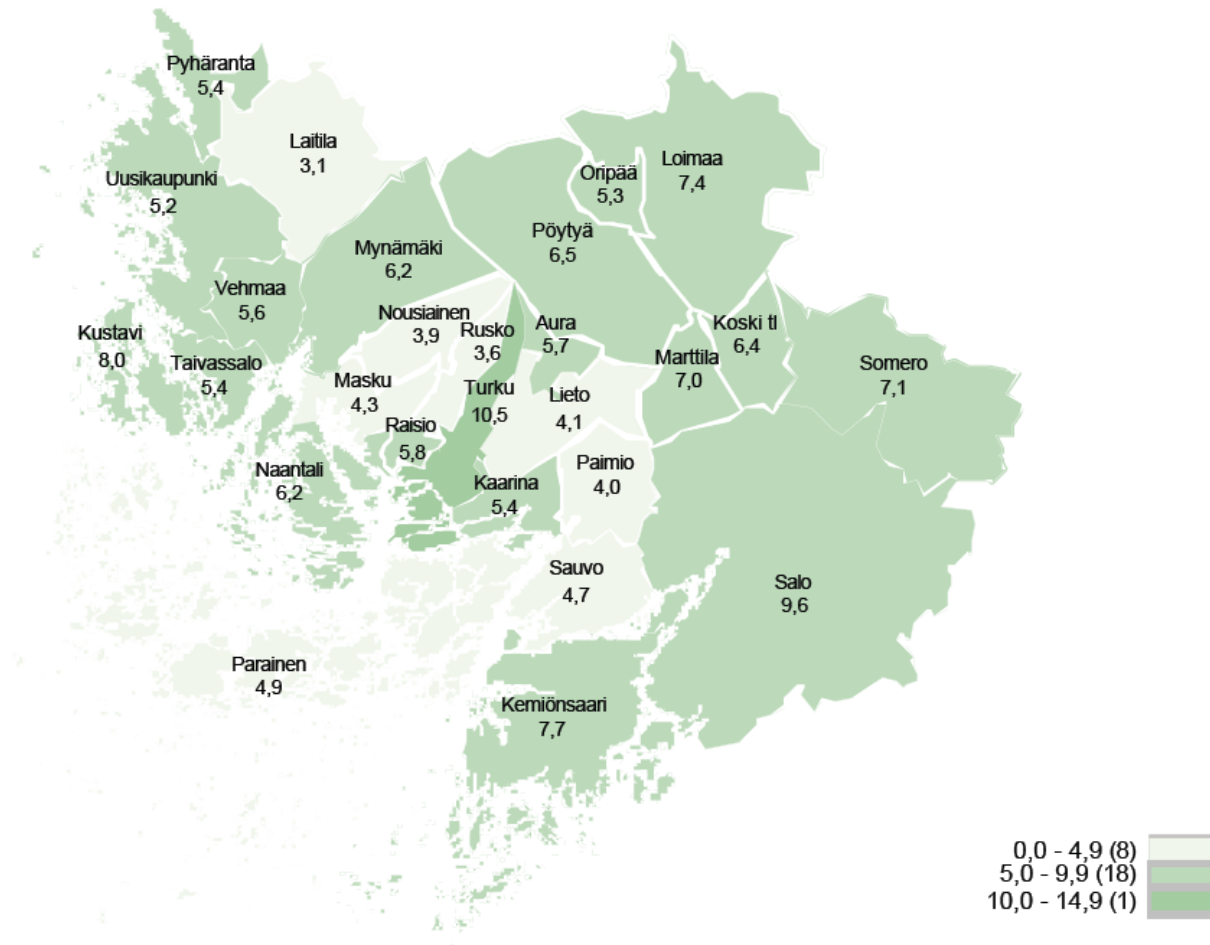 Pyhäranta
5,4
Laitila
3,1
Uusikaupunki
5,2
Loimaa
7,4
Oripää
5,3
Pöytyä
6,5
Mynämäki
6,2
Vehmaa
5,6
Kustavi
8,0
Taivassalo
5,4
Nousiainen
3,9
Rusko
3,6
Aura
5,7
Koski tl
6,4
Marttila
7,0
Somero
7,1
Masku
4,3
Turku
10,5
Lieto
4,1
Raisio
5,8
Naantali
6,2
Kaarina
5,4
Paimio
4,0
Sauvo
4,7
Salo
9,6
Parainen
4,9
Kemiönsaari
7,7
0,0 - 4,9 (8)
5,0 - 9,9 (18)
10,0 - 14,9 (1)